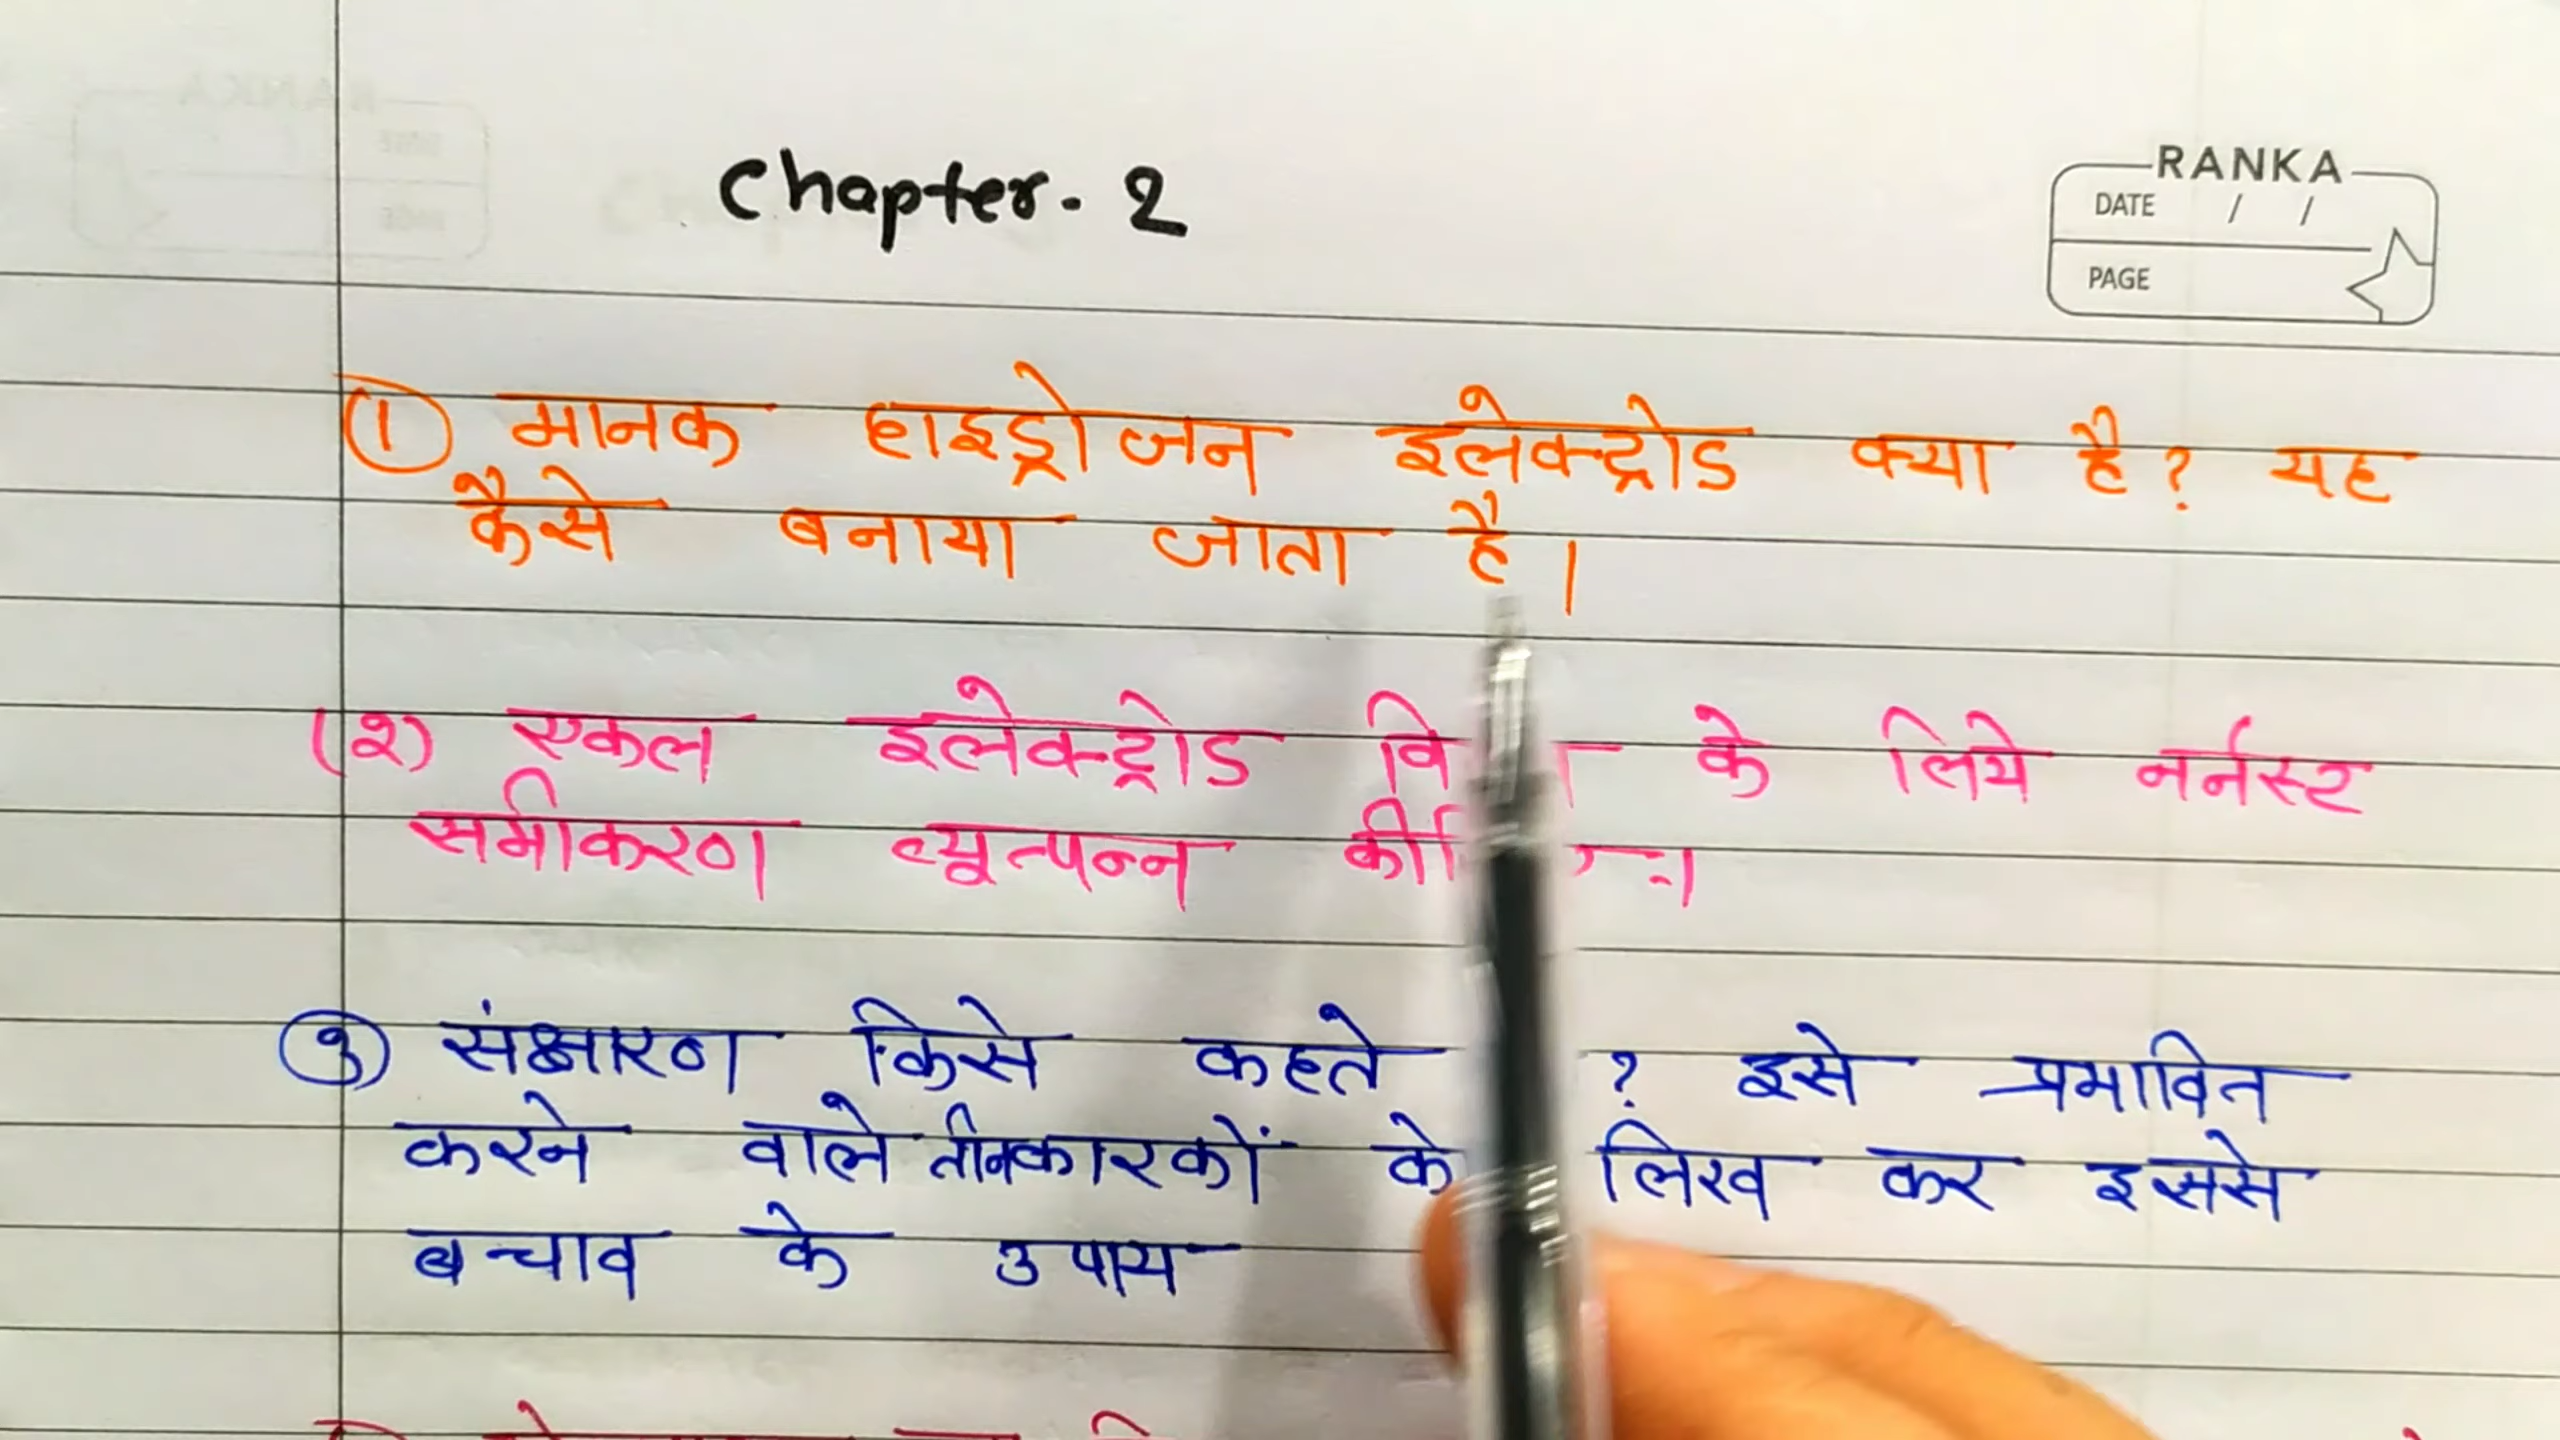 Chapter. 2
RANKA
DATE / /
PAGE
① मानक हाइड्रोजन इलेक्ट्रोड क्या है? यह
कैसे बनाया जाता है।
(२) एकल इलेक्ट्रोड के लिये नर्नस्ट
समीकरण व्यूत्पन्न
③ संक्षारण किसे कहते ? इसे प्रभावित
करने वाले तीनकारकों के लिख कर इससे
बचाव के उपाय